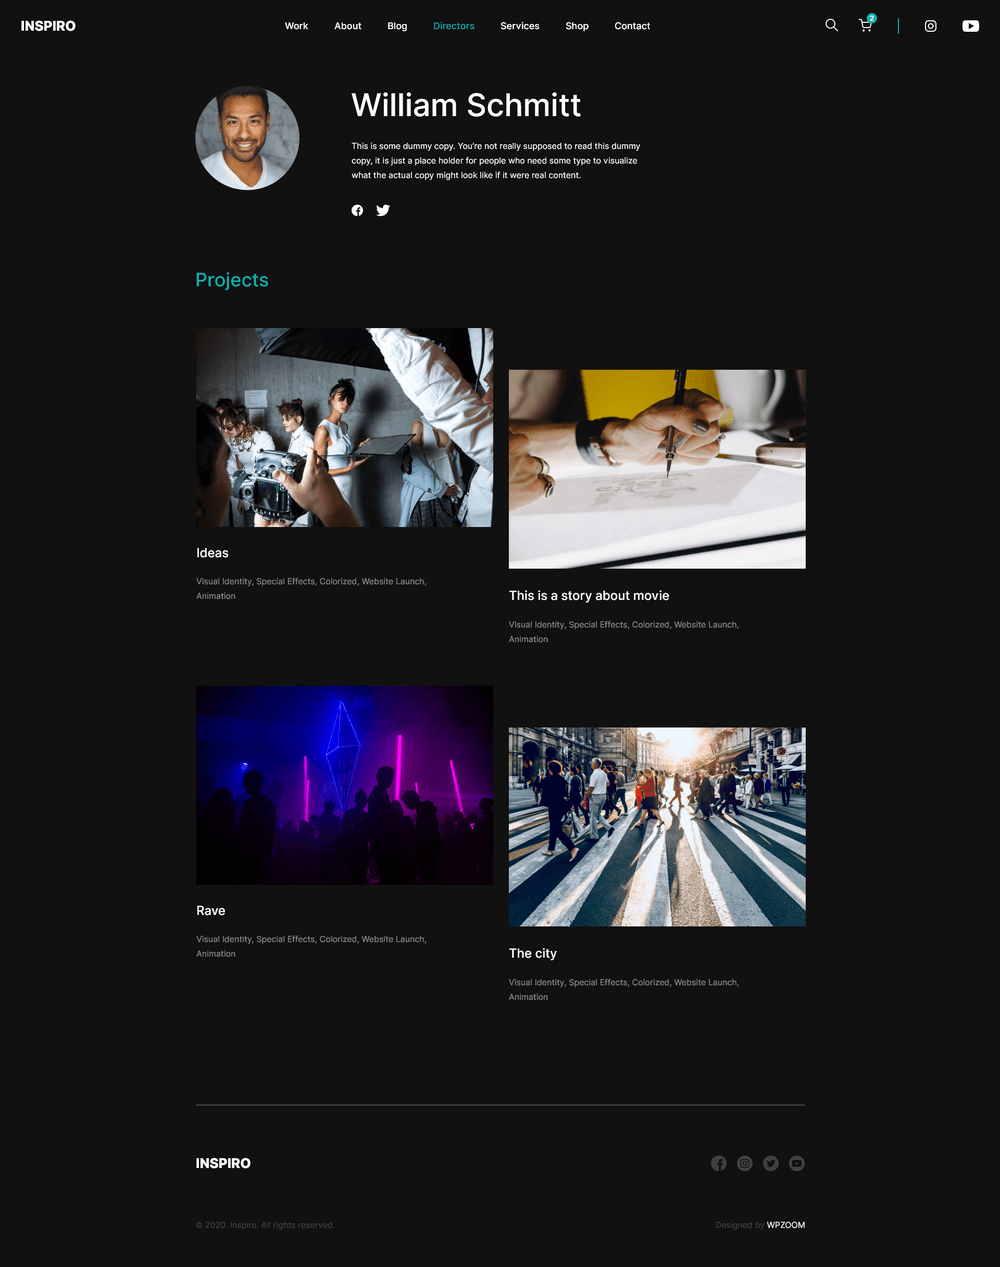 INSPIRO
Work About Blog Directors Services Shop Contact
2
William Schmitt
This is some dummy copy. You're not really supposed to read this dummy
copy, it is just a place holder for people who need some type to visualize
what the actual copy might look like if it were real content.
Projects
Ideas
Visual Identity, Special Effects, Colorized, Website Launch,
Animation
This is a story about movie
Visual Identity, Special Effects, Colorized, Website Launch,
Animation
Rave
Visual Identity, Special Effects, Colorized, Website Launch,
Animation
The city
Visual Identity, Special Effects, Colorized, Website Launch,
Animation
INSPIRO
© 2020. Inspiro. All rights reserved.
Designed by WPZOOM